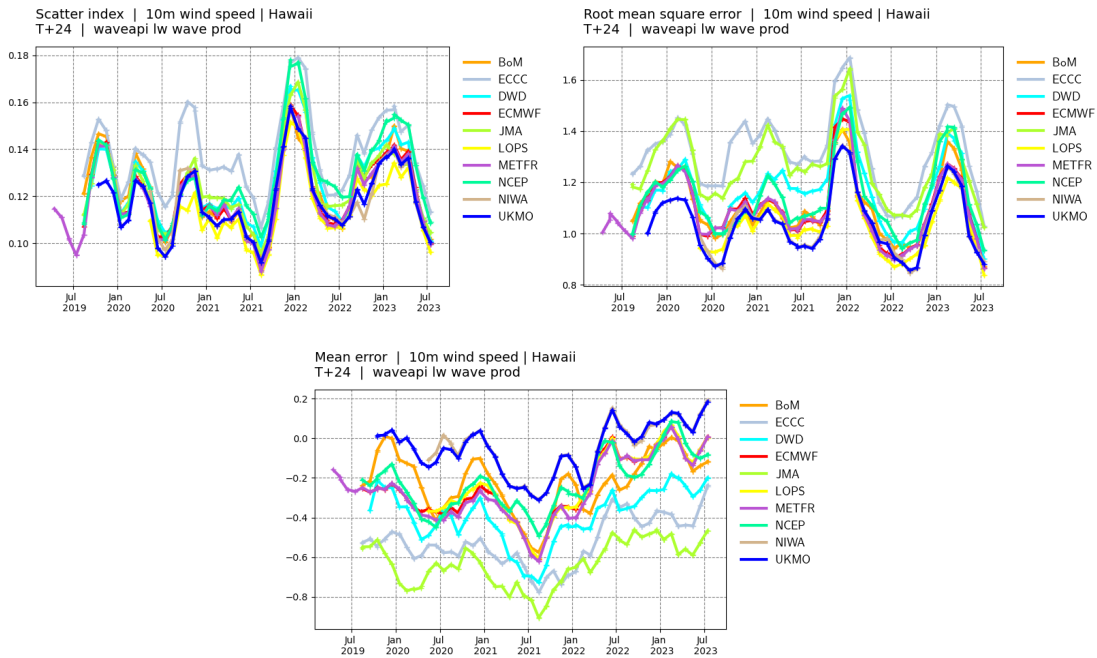 Scatter index | 10m wind speed | Hawaii
T+24 | waveapi lw wave prod
0.18
0.16
0.14
0.12
0.10
Jul 2019
Jan 2020
Jul 2020
Jan 2021
Jul 2021
Jan 2022
Jul 2022
Jan 2023
Jul 2023
BoM
ECCC
DWD
ECMWF
JMA
LOPS
METFR
NCEP
NIWA
UKMO
Root mean square error | 10m wind speed | Hawaii
T+24 | waveapi lw wave prod
1.6
1.4
1.2
1.0
0.8
Jul 2019
Jan 2020
Jul 2020
Jan 2021
Jul 2021
Jan 2022
Jul 2022
Jan 2023
Jul 2023
BoM
ECCC
DWD
ECMWF
JMA
LOPS
METFR
NCEP
NIWA
UKMO
Mean error | 10m wind speed | Hawaii
T+24 | waveapi lw wave prod
0.2
0.0
−0.2
−0.4
−0.6
−0.8
Jul 2019
Jan 2020
Jul 2020
Jan 2021
Jul 2021
Jan 2022
Jul 2022
Jan 2023
Jul 2023
BoM
ECCC
DWD
ECMWF
JMA
LOPS
METFR
NCEP
NIWA
UKMO